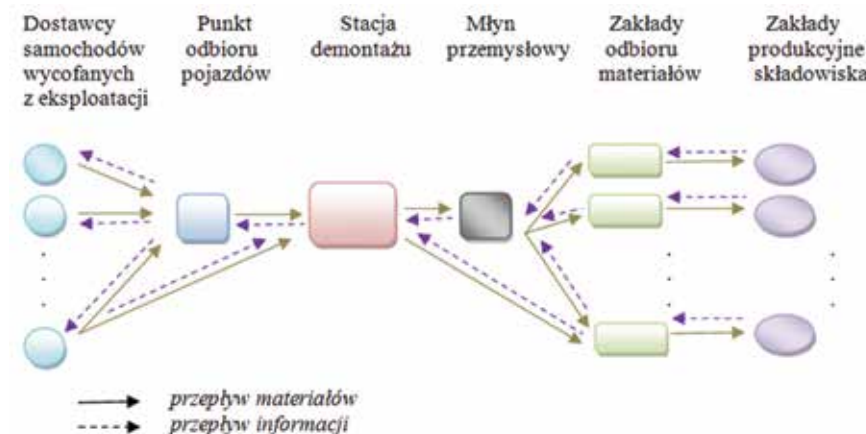 Dostawcy
samochodów
wycofanych
z eksploatacji
Punkt
odbioru
pojazdów
Stacja
demontażu
Młyn
przemysłowy
Zakłady
odbioru
materiałów
Zakłady
produkcyjne
składowiska
przepływ materiałów
przepływ informacji